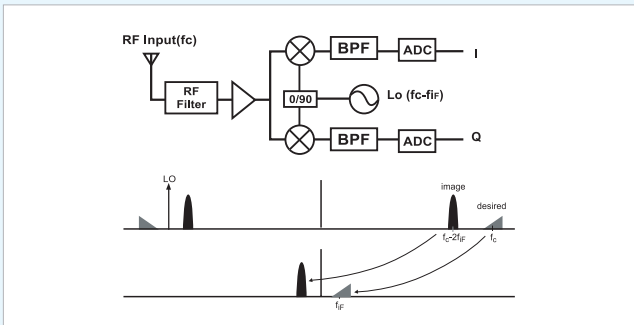 RF Input(fc)
BPF
ADC
I
RF
Filter
0/90
Lo (fc-fiF)
BPF
ADC
Q
LO
image
desired
fc-2fiF
fc
fiF